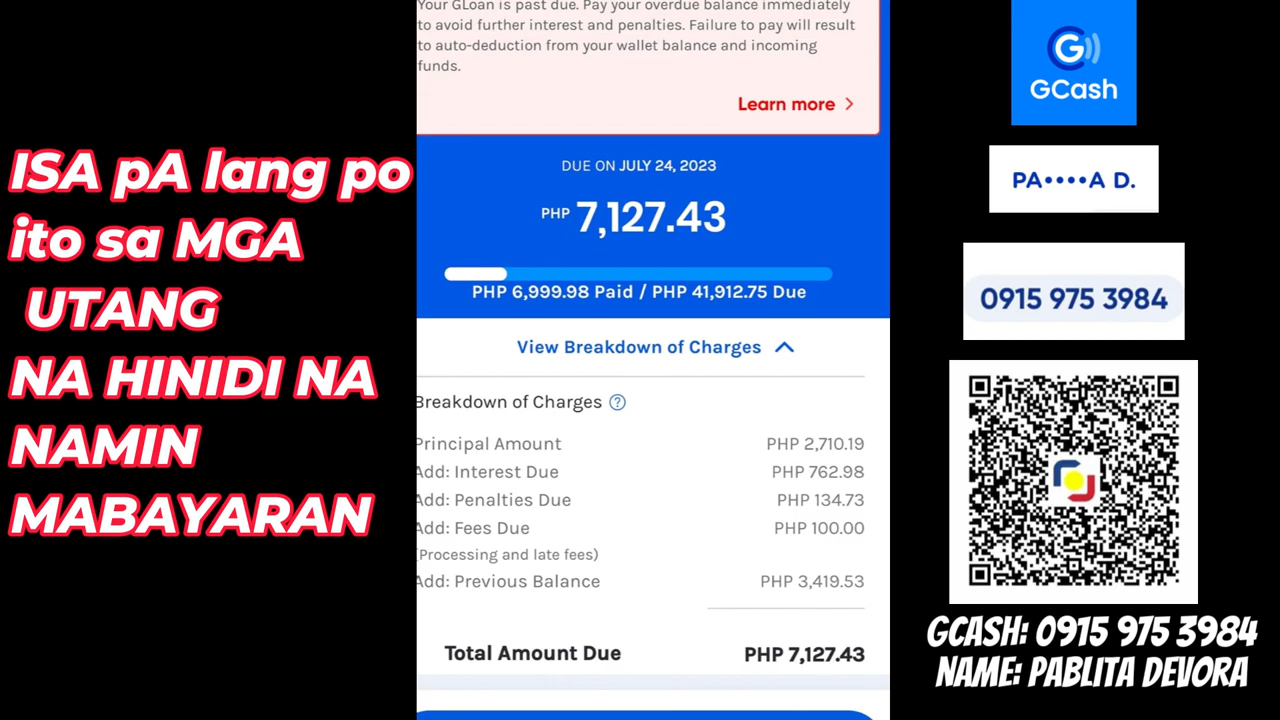 ISA pA lang po
ito sa MGA
UTANG
NA HINIDI NA
NAMIN
MABAYARAN
Your GLoan is past due. Pay your overdue balance immediately
to avoid further interest and penalties. Failure to pay will result
to auto-deduction from your wallet balance and incoming
funds.
Learn more
DUE ON JULY 24, 2023
PHP 7,127.43
PHP 6,999.98 Paid / PHP 41,912.75 Due
View Breakdown of Charges
Breakdown of Charges ?
Principal Amount PHP 2,710.19
Add: Interest Due PHP 762.98
Add: Penalties Due PHP 134.73
Add: Fees Due PHP 100.00
(Processing and late fees)
Add: Previous Balance PHP 3,419.53
Total Amount Due PHP 7,127.43
G
GCash
PA••••A D.
0915 975 3984
GCASH: 0915 975 3984
NAME: PABLITA DEVORA